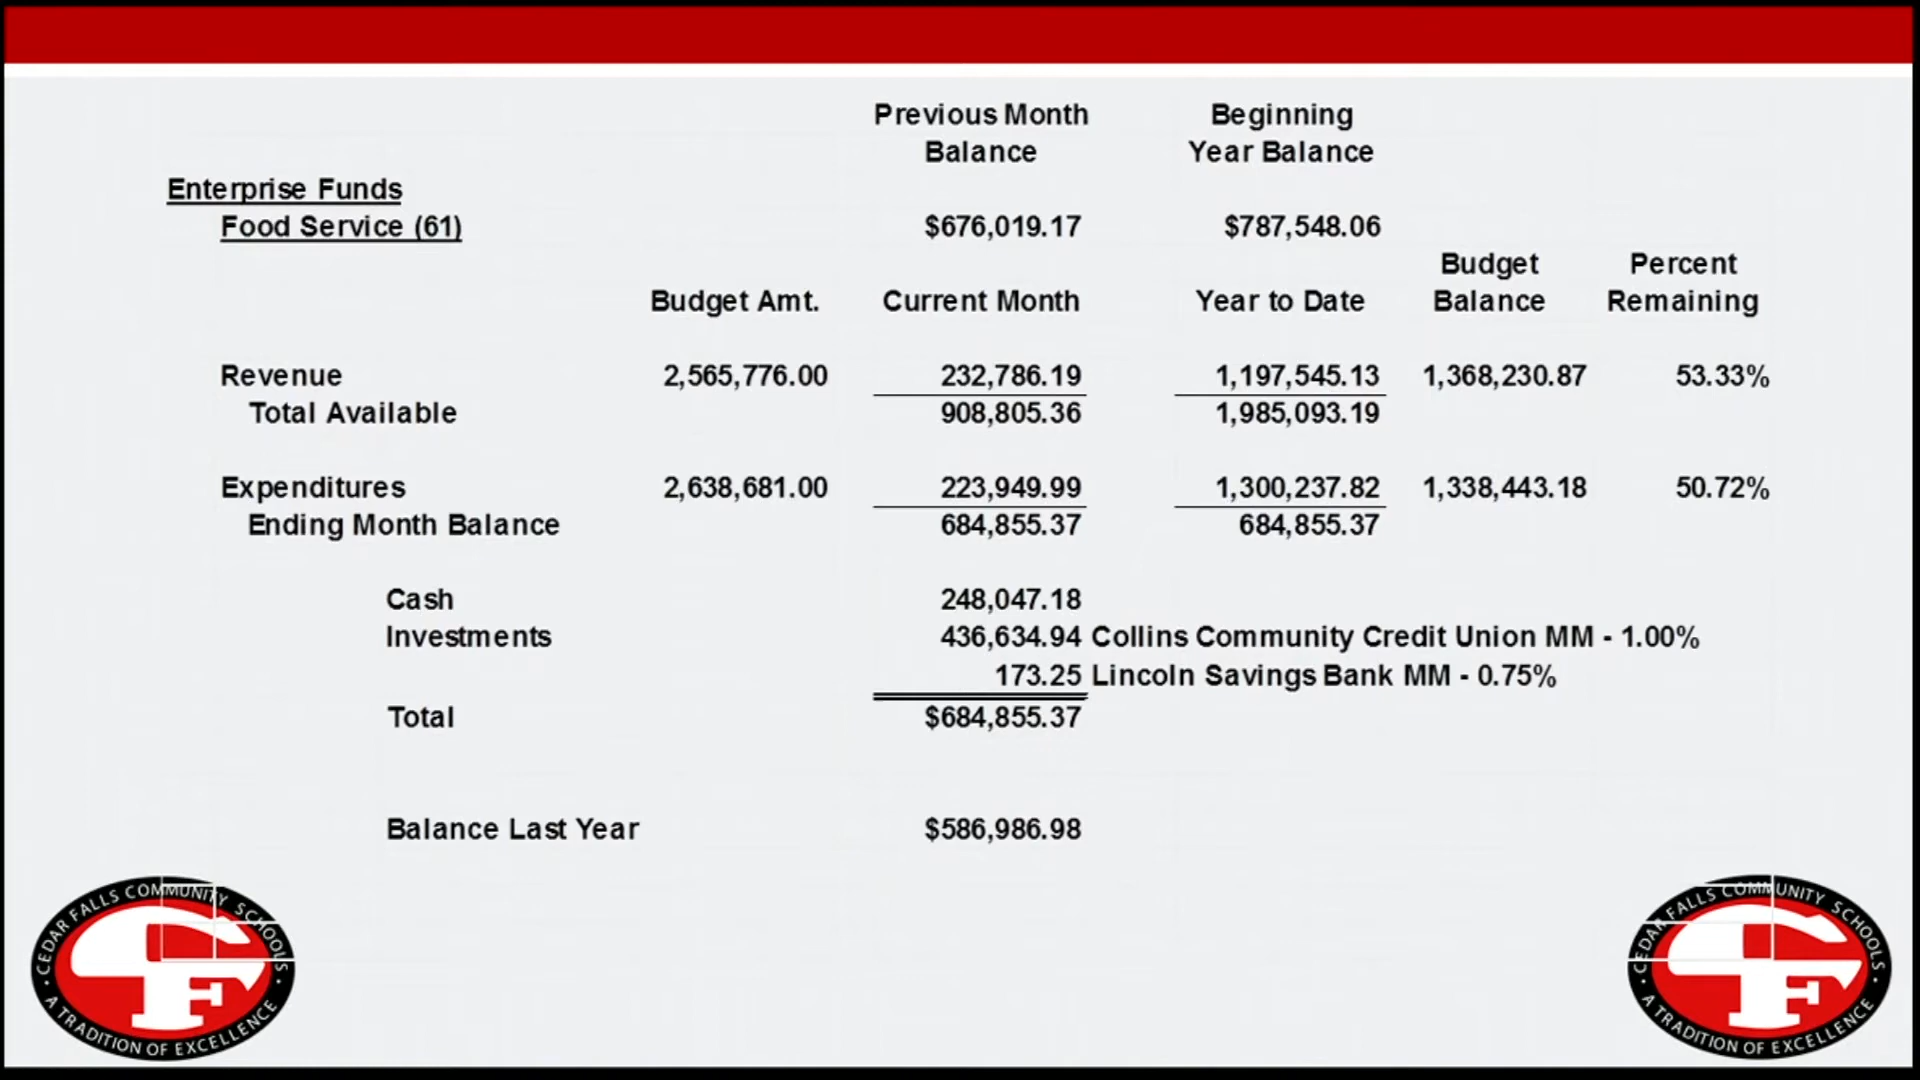 Previous Month Beginning
Balance Year Balance
Enterprise Funds
Food Service (61) $676,019.17 $787,548.06
Budget Percent
Budget Amt. Current Month Year to Date Balance Remaining
Revenue 2,565,776.00 232,786.19 1,197,545.13 1,368,230.87 53.33%
Total Available 908,805.36 1,985,093.19
Expenditures 2,638,681.00 223,949.99 1,300,237.82 1,338,443.18 50.72%
Ending Month Balance 684,855.37 684,855.37
Cash 248,047.18
Investments 436,634.94 Collins Community Credit Union MM - 1.00%
173.25 Lincoln Savings Bank MM - 0.75%
Total $684,855.37
Balance Last Year $586,986.98
CEDAR FALLS COMMUNITY SCHOOLS
CF
• A TRADITION OF EXCELLENCE •
CEDAR FALLS COMMUNITY SCHOOLS
CF
• A TRADITION OF EXCELLENCE •